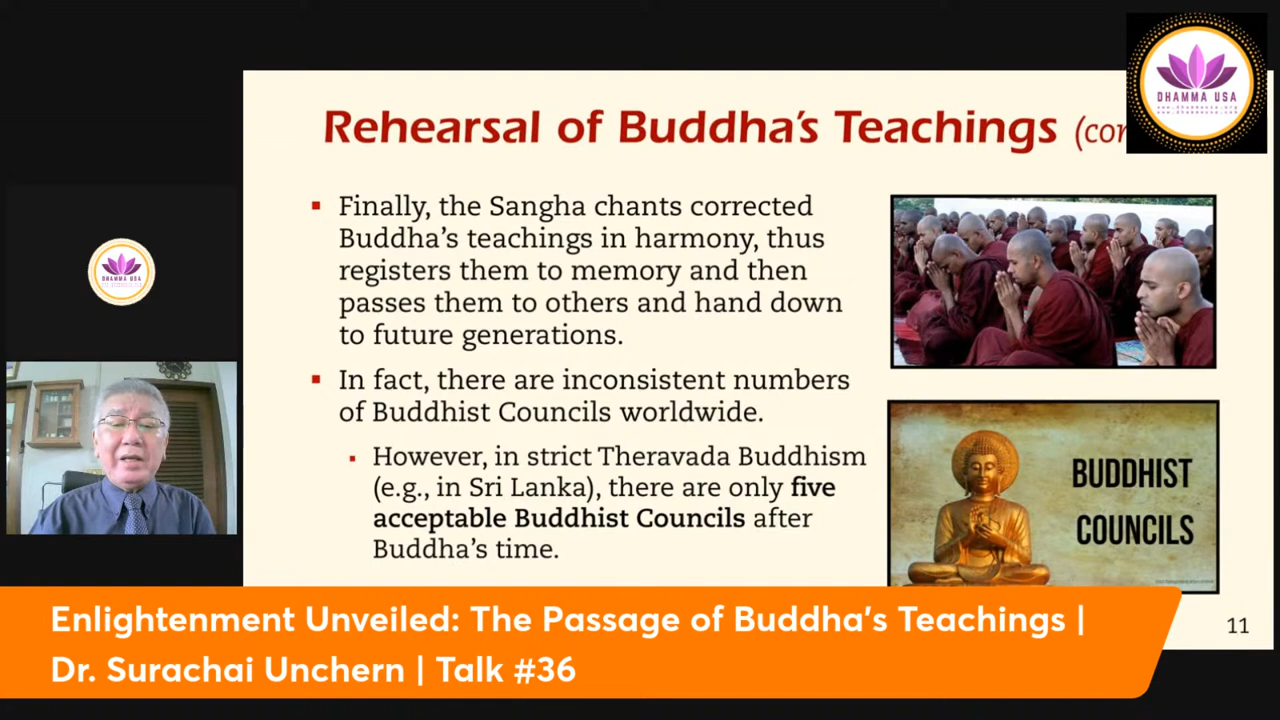 Rehearsal of Buddha's Teachings
DHAMMA USA
Finally, the Sangha chants corrected
Buddha's teachings in harmony, thus
registers them to memory and then
passes them to others and hand down
to future generations.
In fact, there are inconsistent numbers
of Buddhist Councils worldwide.
However, in strict Theravada Buddhism
(e.g., in Sri Lanka), there are only five
acceptable Buddhist Councils after
Buddha's time.
BUDDHIST
COUNCILS
DHAMMA USA
Enlightenment Unveiled: The Passage of Buddha's Teachings |
Dr. Surachai Unchern | Talk #36
11